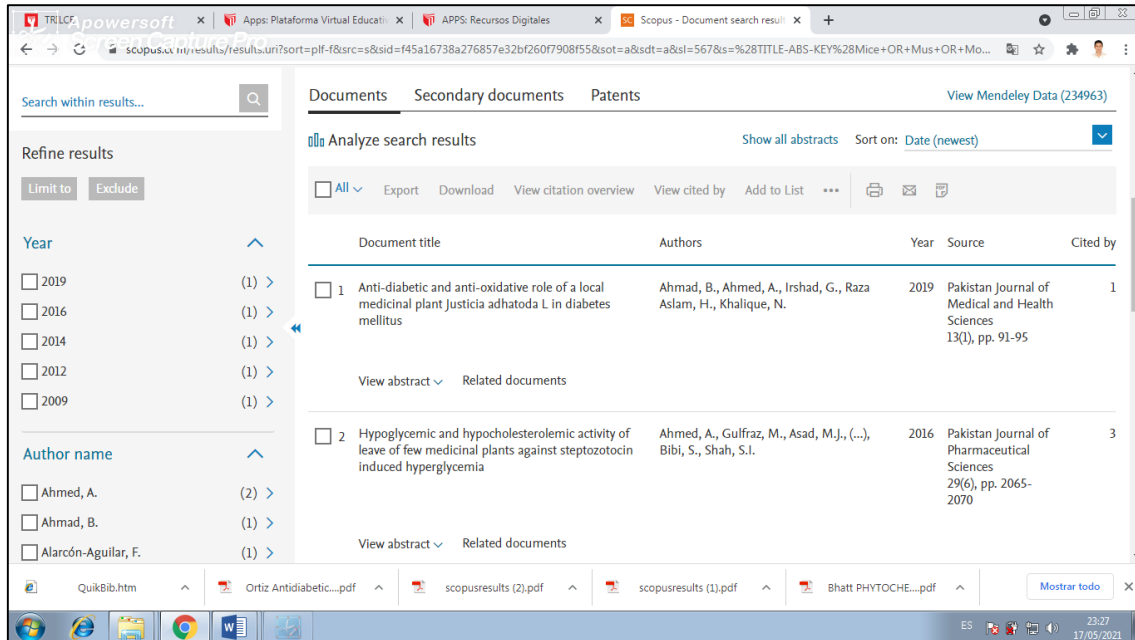 TRILCE
Apps: Plataforma Virtual Educativ
APPS: Recursos Digitales
SC Scopus - Document search result
Apowersoft
Screen Capture Pro
scopus.com/results/results.uri?sort=plf-f&src=s&sid=f45a16738a276857e32bf260f7908f55&sot=a&sdt=a&sl=567&s=%28TITLE-ABS-KEY%28Mice+OR+Mus+OR+Mo...
Search within results...
Refine results
Limit to Exclude
Year
2019 (1)
2016 (1)
2014 (1)
2012 (1)
2009 (1)
Author name
Ahmed, A. (2)
Ahmad, B. (1)
Alarcón-Aguilar, F. (1)
Documents Secondary documents Patents View Mendeley Data (234963)
Analyze search results Show all abstracts Sort on: Date (newest)
All Export Download View citation overview View cited by Add to List •••
Document title Authors Year Source Cited by
1 Anti-diabetic and anti-oxidative role of a local Ahmad, B., Ahmed, A., Irshad, G., Raza 2019 Pakistan Journal of 1
medicinal plant Justicia adhatoda L in diabetes Aslam, H., Khalique, N. Medical and Health
mellitus Sciences
13(1), pp. 91-95
View abstract Related documents
2 Hypoglycemic and hypocholesterolemic activity of Ahmed, A., Gulfraz, M., Asad, M.J., (...), 2016 Pakistan Journal of 3
leave of few medicinal plants against steptozotocin Bibi, S., Shah, S.I. Pharmaceutical
induced hyperglycemia Sciences
29(6), pp. 2065-
2070
View abstract Related documents
QuikBib.htm Ortiz Antidiabetic....pdf scopusresults (2).pdf scopusresults (1).pdf Bhatt PHYTOCHE....pdf Mostrar todo
ES 23:27
17/05/2021